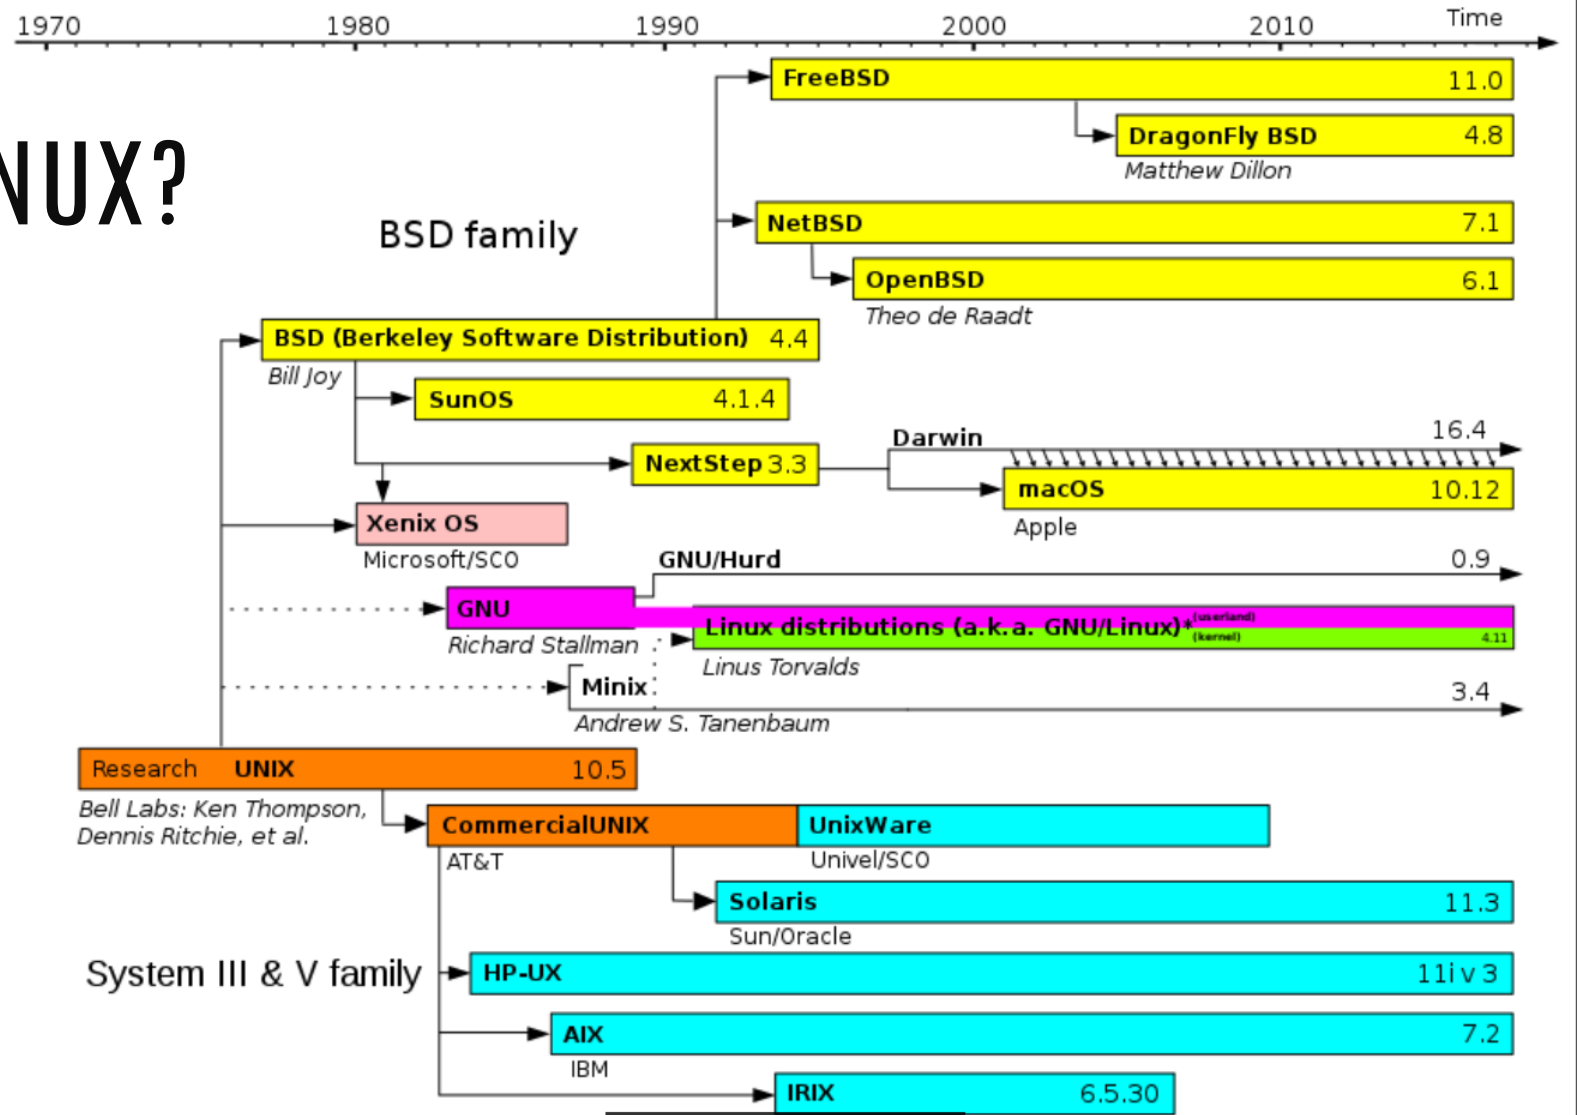 1970 1980 1990 2000 2010 Time
FreeBSD 11.0
DragonFly BSD 4.8
Matthew Dillon
NUX?
BSD family
NetBSD 7.1
OpenBSD 6.1
Theo de Raadt
BSD (Berkeley Software Distribution) 4.4
Bill Joy
SunOS 4.1.4
Darwin 16.4
NextStep 3.3
macOS 10.12
Apple
Xenix OS
Microsoft/SCO
GNU/Hurd 0.9
GNU
Richard Stallman
Linux distributions (a.k.a. GNU/Linux)* (userland)
(kernel) 4.11
Linus Torvalds
Minix 3.4
Andrew S. Tanenbaum
Research UNIX 10.5
Bell Labs: Ken Thompson,
Dennis Ritchie, et al.
CommercialUNIX UnixWare
AT&T Univel/SCO
Solaris 11.3
Sun/Oracle
System III & V family
HP-UX 11i v 3
AIX 7.2
IBM
IRIX 6.5.30